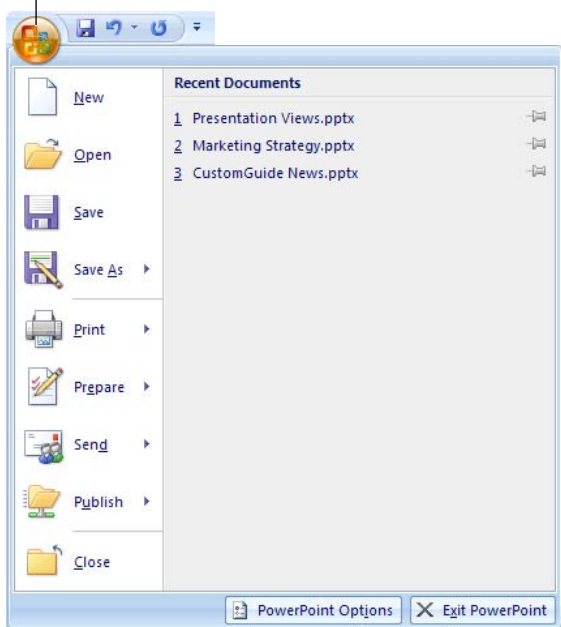 Recent Documents
New
1 Presentation Views.pptx
2 Marketing Strategy.pptx
3 CustomGuide News.pptx
Open
Save
Save As
Print
Prepare
Send
Publish
Close
PowerPoint Options
Exit PowerPoint